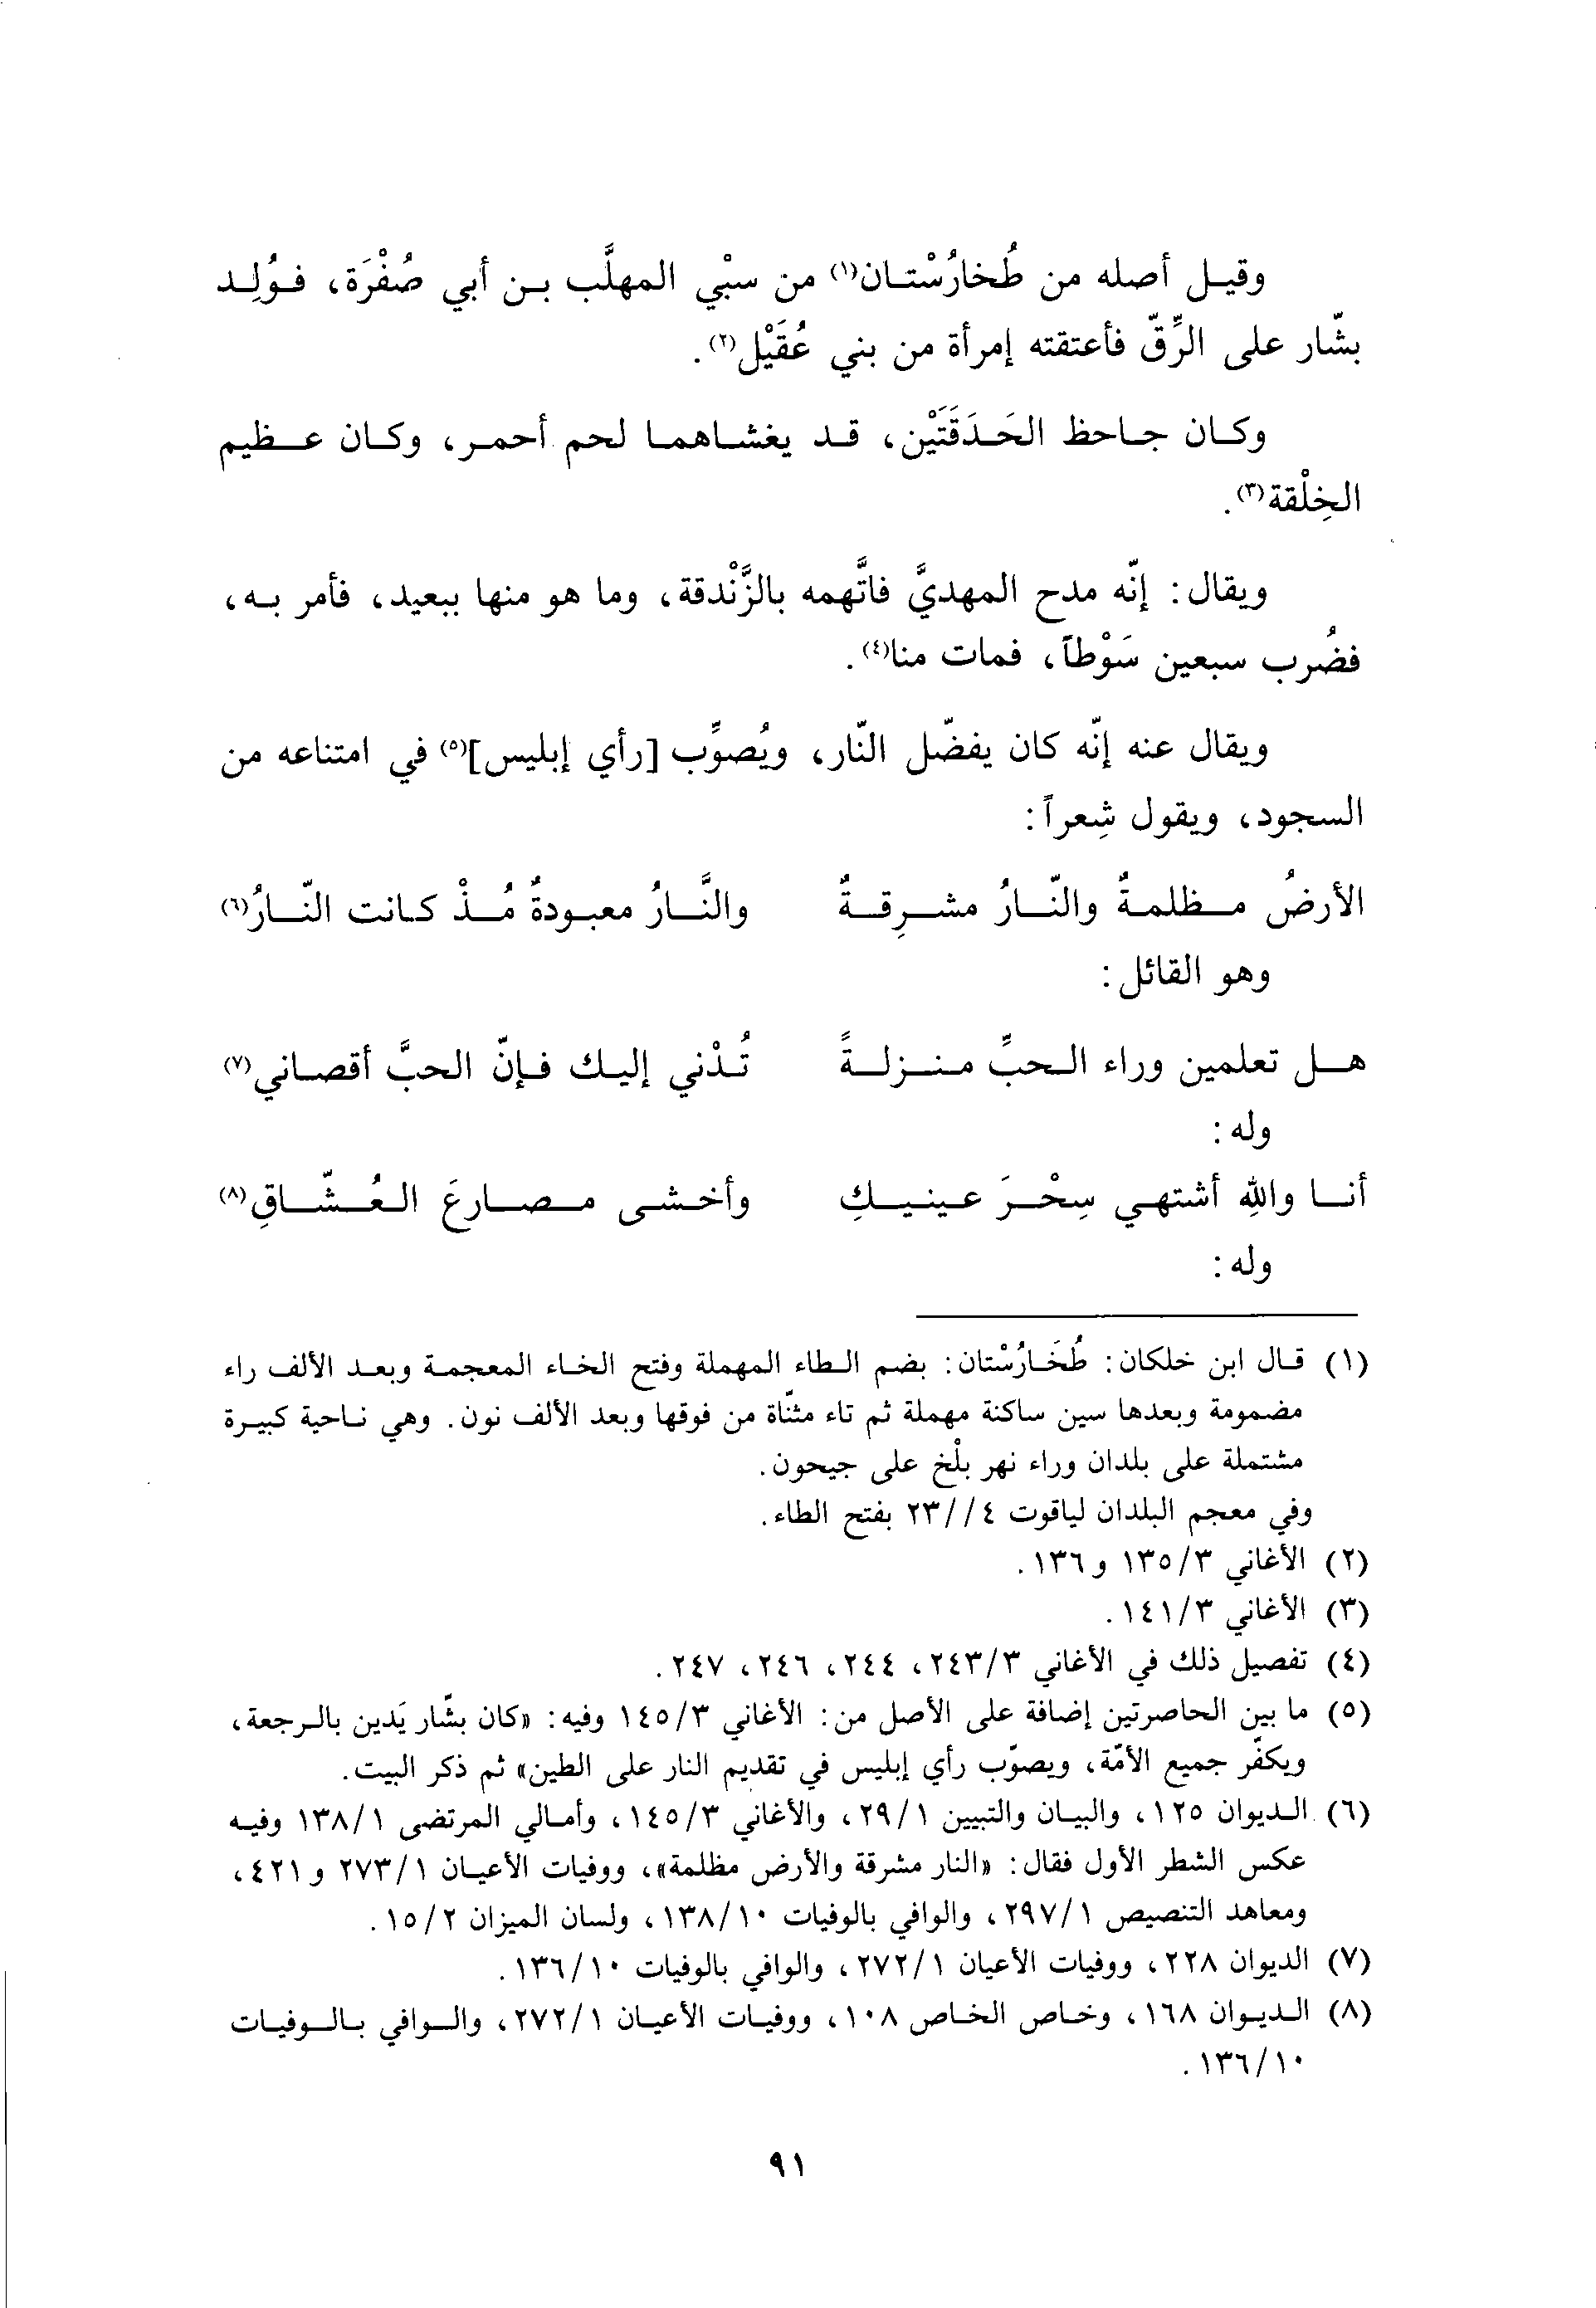 وقيل أصله من طُخارُسْتان(١) من سبْي المهلَّب بن أبي صُفْرَة، فوُلِد
بشّار على الرِّقّ فأعتقته إمرأة من بني عُقَيْل(٢).
وكان جاحظ الحَدَقَتَيْن، قد يغشاهما لحم أحمر، وكان عظيم
الخِلْقة(٣).
ويقال: إنّه مدح المهديَّ فاتَّهمه بالزَّنْدقة، وما هو منها ببعيد، فأمر به،
فضُرب سبعين سَوْطاً، فمات منا(٤).
ويقال عنه إنّه كان يفضّل النّار، ويُصوِّب [رأي إبليس](٥) في امتناعه من
السجود، ويقول شِعراً:
الأرضُ مظلمةٌ والنّارُ مشرِقةٌ والنَّارُ معبودةٌ مُذْ كانت النّارُ(٦)
وهو القائل:
هل تعلمين وراء الحبِّ منزلةً تُدْني إليك فإنّ الحبَّ أقصاني(٧)
وله:
أنا واللهِ أشتهي سِحْرَ عينيكِ وأخشى مصارعَ العُشّاقِ(٨)
وله:
(١) قال ابن خلكان: طُخَارُسْتان: بضم الطاء المهملة وفتح الخاء المعجمة وبعد الألف راء
مضمومة وبعدها سين ساكنة مهملة ثم تاء مثنّاة من فوقها وبعد الألف نون. وهي ناحية كبيرة
مشتملة على بلدان وراء نهر بلْخ على جيحون.
وفي معجم البلدان لياقوت ٤//٢٣ بفتح الطاء.
(٢) الأغاني ١٣٥/٣ و ١٣٦.
(٣) الأغاني ١٤١/٣.
(٤) تفصيل ذلك في الأغاني ٢٤٣/٣، ٢٤٤، ٢٤٦، ٢٤٧.
(٥) ما بين الحاصرتين إضافة على الأصل من: الأغاني ١٤٥/٣ وفيه: «كان بشّار يَدين بالرجعة،
ويكفّر جميع الأمّة، ويصوّب رأي إبليس في تقديم النار على الطين» ثم ذكر البيت.
(٦) الديوان ١٢٥، والبيان والتبيين ٢٩/١، والأغاني ١٤٥/٣، وأمالي المرتضى ١٣٨/١ وفيه
عكس الشطر الأول فقال: «النار مشرقة والأرض مظلمة»، ووفيات الأعيان ٢٧٣/١ و٤٢١،
ومعاهد التنصيص ٢٩٧/١، والوافي بالوفيات ١٣٨/١٠، ولسان الميزان ١٥/٢.
(٧) الديوان ٢٢٨، ووفيات الأعيان ٢٧٢/١، والوافي بالوفيات ١٣٦/١٠.
(٨) الديوان ١٦٨، وخاص الخاص ١٠٨، ووفيات الأعيان ٢٧٢/١، والوافي بالوفيات
١٣٦/١٠.
٩١